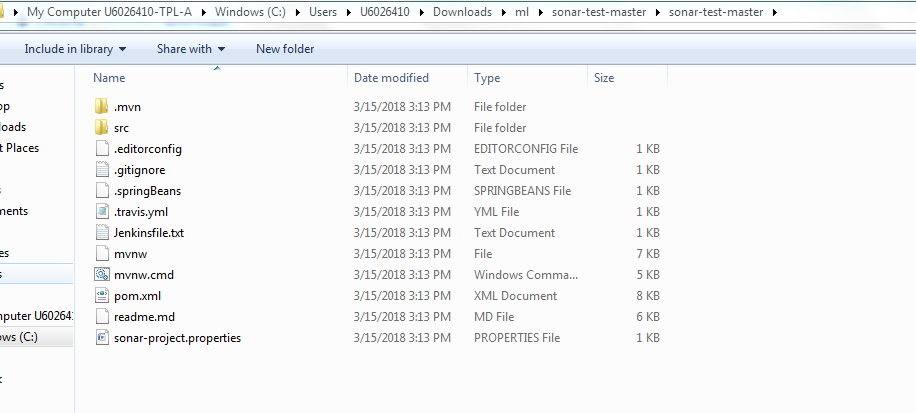 My Computer U6026410-TPL-A Windows (C:) Users U6026410 Downloads ml sonar-test-master sonar-test-master
Include in library Share with New folder
Name Date modified Type Size
.mvn 3/15/2018 3:13 PM File folder
src 3/15/2018 3:13 PM File folder
.editorconfig 3/15/2018 3:13 PM EDITORCONFIG File 1 KB
.gitignore 3/15/2018 3:13 PM Text Document 1 KB
.springBeans 3/15/2018 3:13 PM SPRINGBEANS File 1 KB
.travis.yml 3/15/2018 3:13 PM YML File 1 KB
Jenkinsfile.txt 3/15/2018 3:13 PM Text Document 1 KB
mvnw 3/15/2018 3:13 PM File 7 KB
mvnw.cmd 3/15/2018 3:13 PM Windows Comma... 5 KB
pom.xml 3/15/2018 3:13 PM XML Document 8 KB
readme.md 3/15/2018 3:13 PM MD File 6 KB
sonar-project.properties 3/15/2018 3:13 PM PROPERTIES File 1 KB
s
op
loads
t Places
s
ments
es
s
mputer U60264
ows (C:)